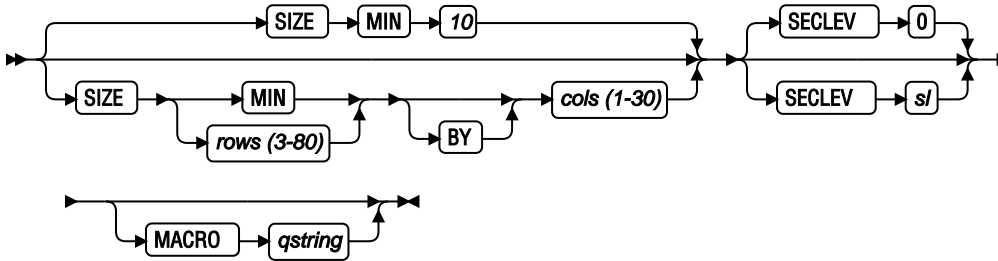 SIZE MIN 10 SECLEV 0
SIZE MIN cols (1-30) SECLEV sl
rows (3-80) BY
MACRO qstring